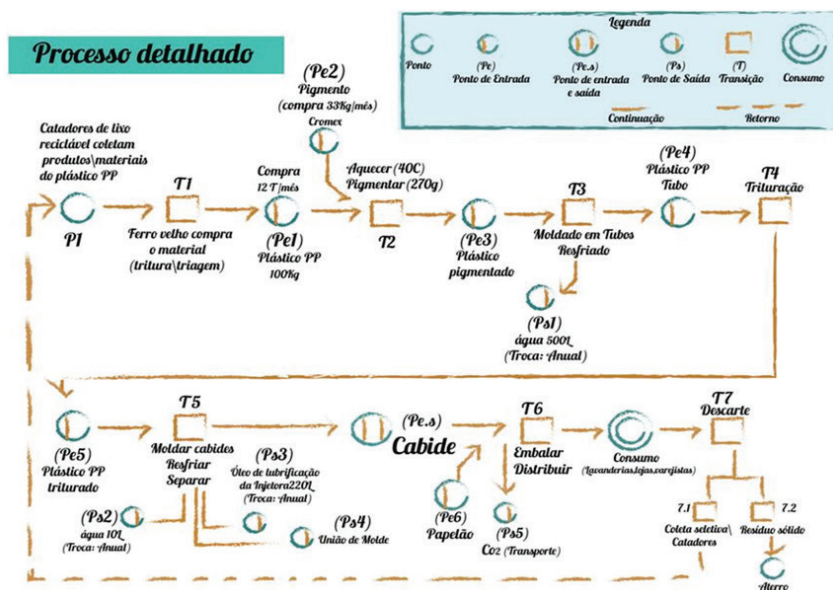 Processo detalhado
Legenda
Ponto
(Pe)
Ponto de Entrada
(Pe.s)
Ponto de entrada
e saída
(Ps)
Ponto de Saída
(T)
Transição
Consumo
Continuação
Retorno
(Pe2)
Pigmento
(compra 33Kg/mês)
Cromex
Catadores de lixo
reciclável coletam
produtos\materiais
do plástico PP
P1
T1
Ferro velho compra
o material
(tritura\triagem)
Compra
12 T/mês
(Pe1)
Plástico PP
100Kg
Aquecer(40C)
Pigmentar(270g)
T2
(Pe3)
Plástico
pigmentado
T3
Moldado em Tubos
Resfriado
(Ps1)
água 500L
(Troca: Anual)
(Pe4)
Plástico PP
Tubo
T4
Trituração
(Pe5)
Plástico PP
triturado
T5
Moldar cabides
Resfriar
Separar
(Ps2)
água 10L
(Troca: Anual)
(Ps3)
Óleo de lubrificação
da Injetora220L
(Troca: Anual)
(Ps4)
União de Molde
(Pe.s)
Cabide
(Pe6)
Papelão
T6
Embalar
Distribuir
(Ps5)
Co2 (Transporte)
Consumo
(Lavanderias,lojas,varejistas)
T7
Descarte
7.1
Coleta seletiva\
Catadores
7.2
Resíduo sólido
Aterro